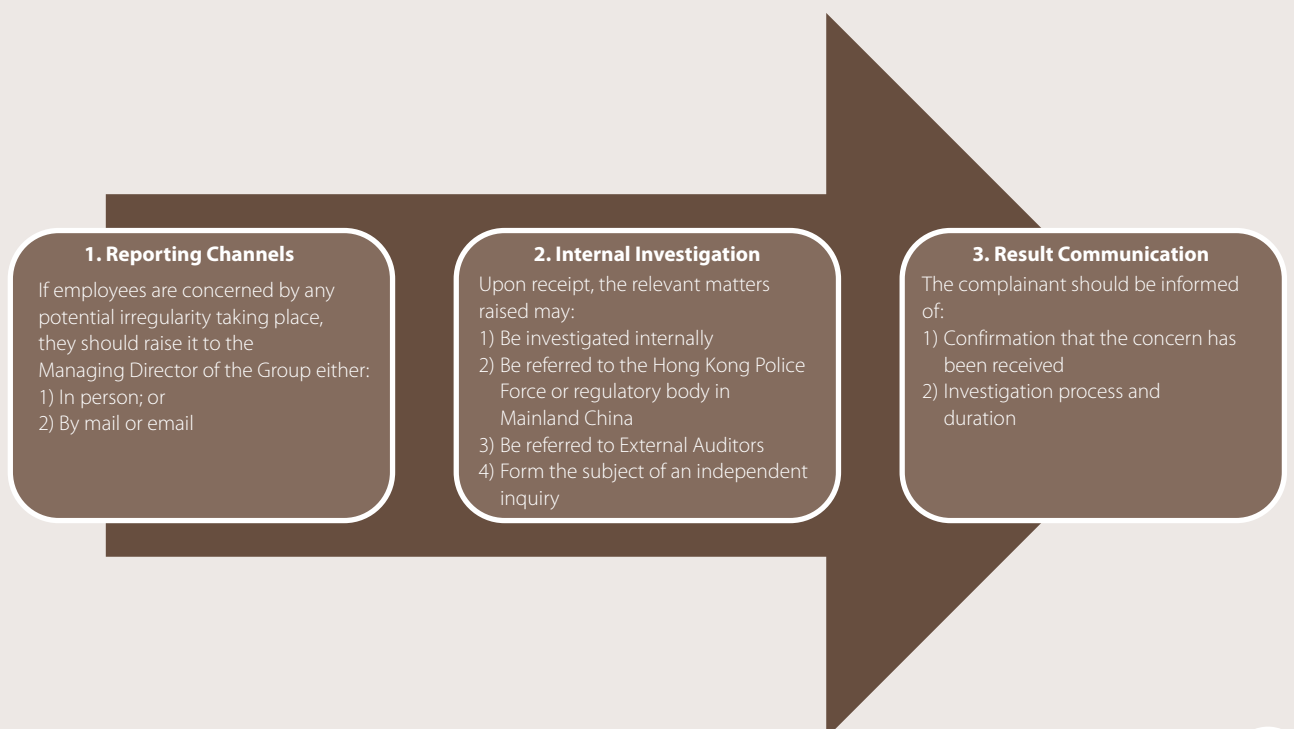 1. Reporting Channels
If employees are concerned by any
potential irregularity taking place,
they should raise it to the
Managing Director of the Group either:
1) In person; or
2) By mail or email
2. Internal Investigation
Upon receipt, the relevant matters
raised may:
1) Be investigated internally
2) Be referred to the Hong Kong Police
Force or regulatory body in
Mainland China
3) Be referred to External Auditors
4) Form the subject of an independent
inquiry
3. Result Communication
The complainant should be informed
of:
1) Confirmation that the concern has
been received
2) Investigation process and
duration